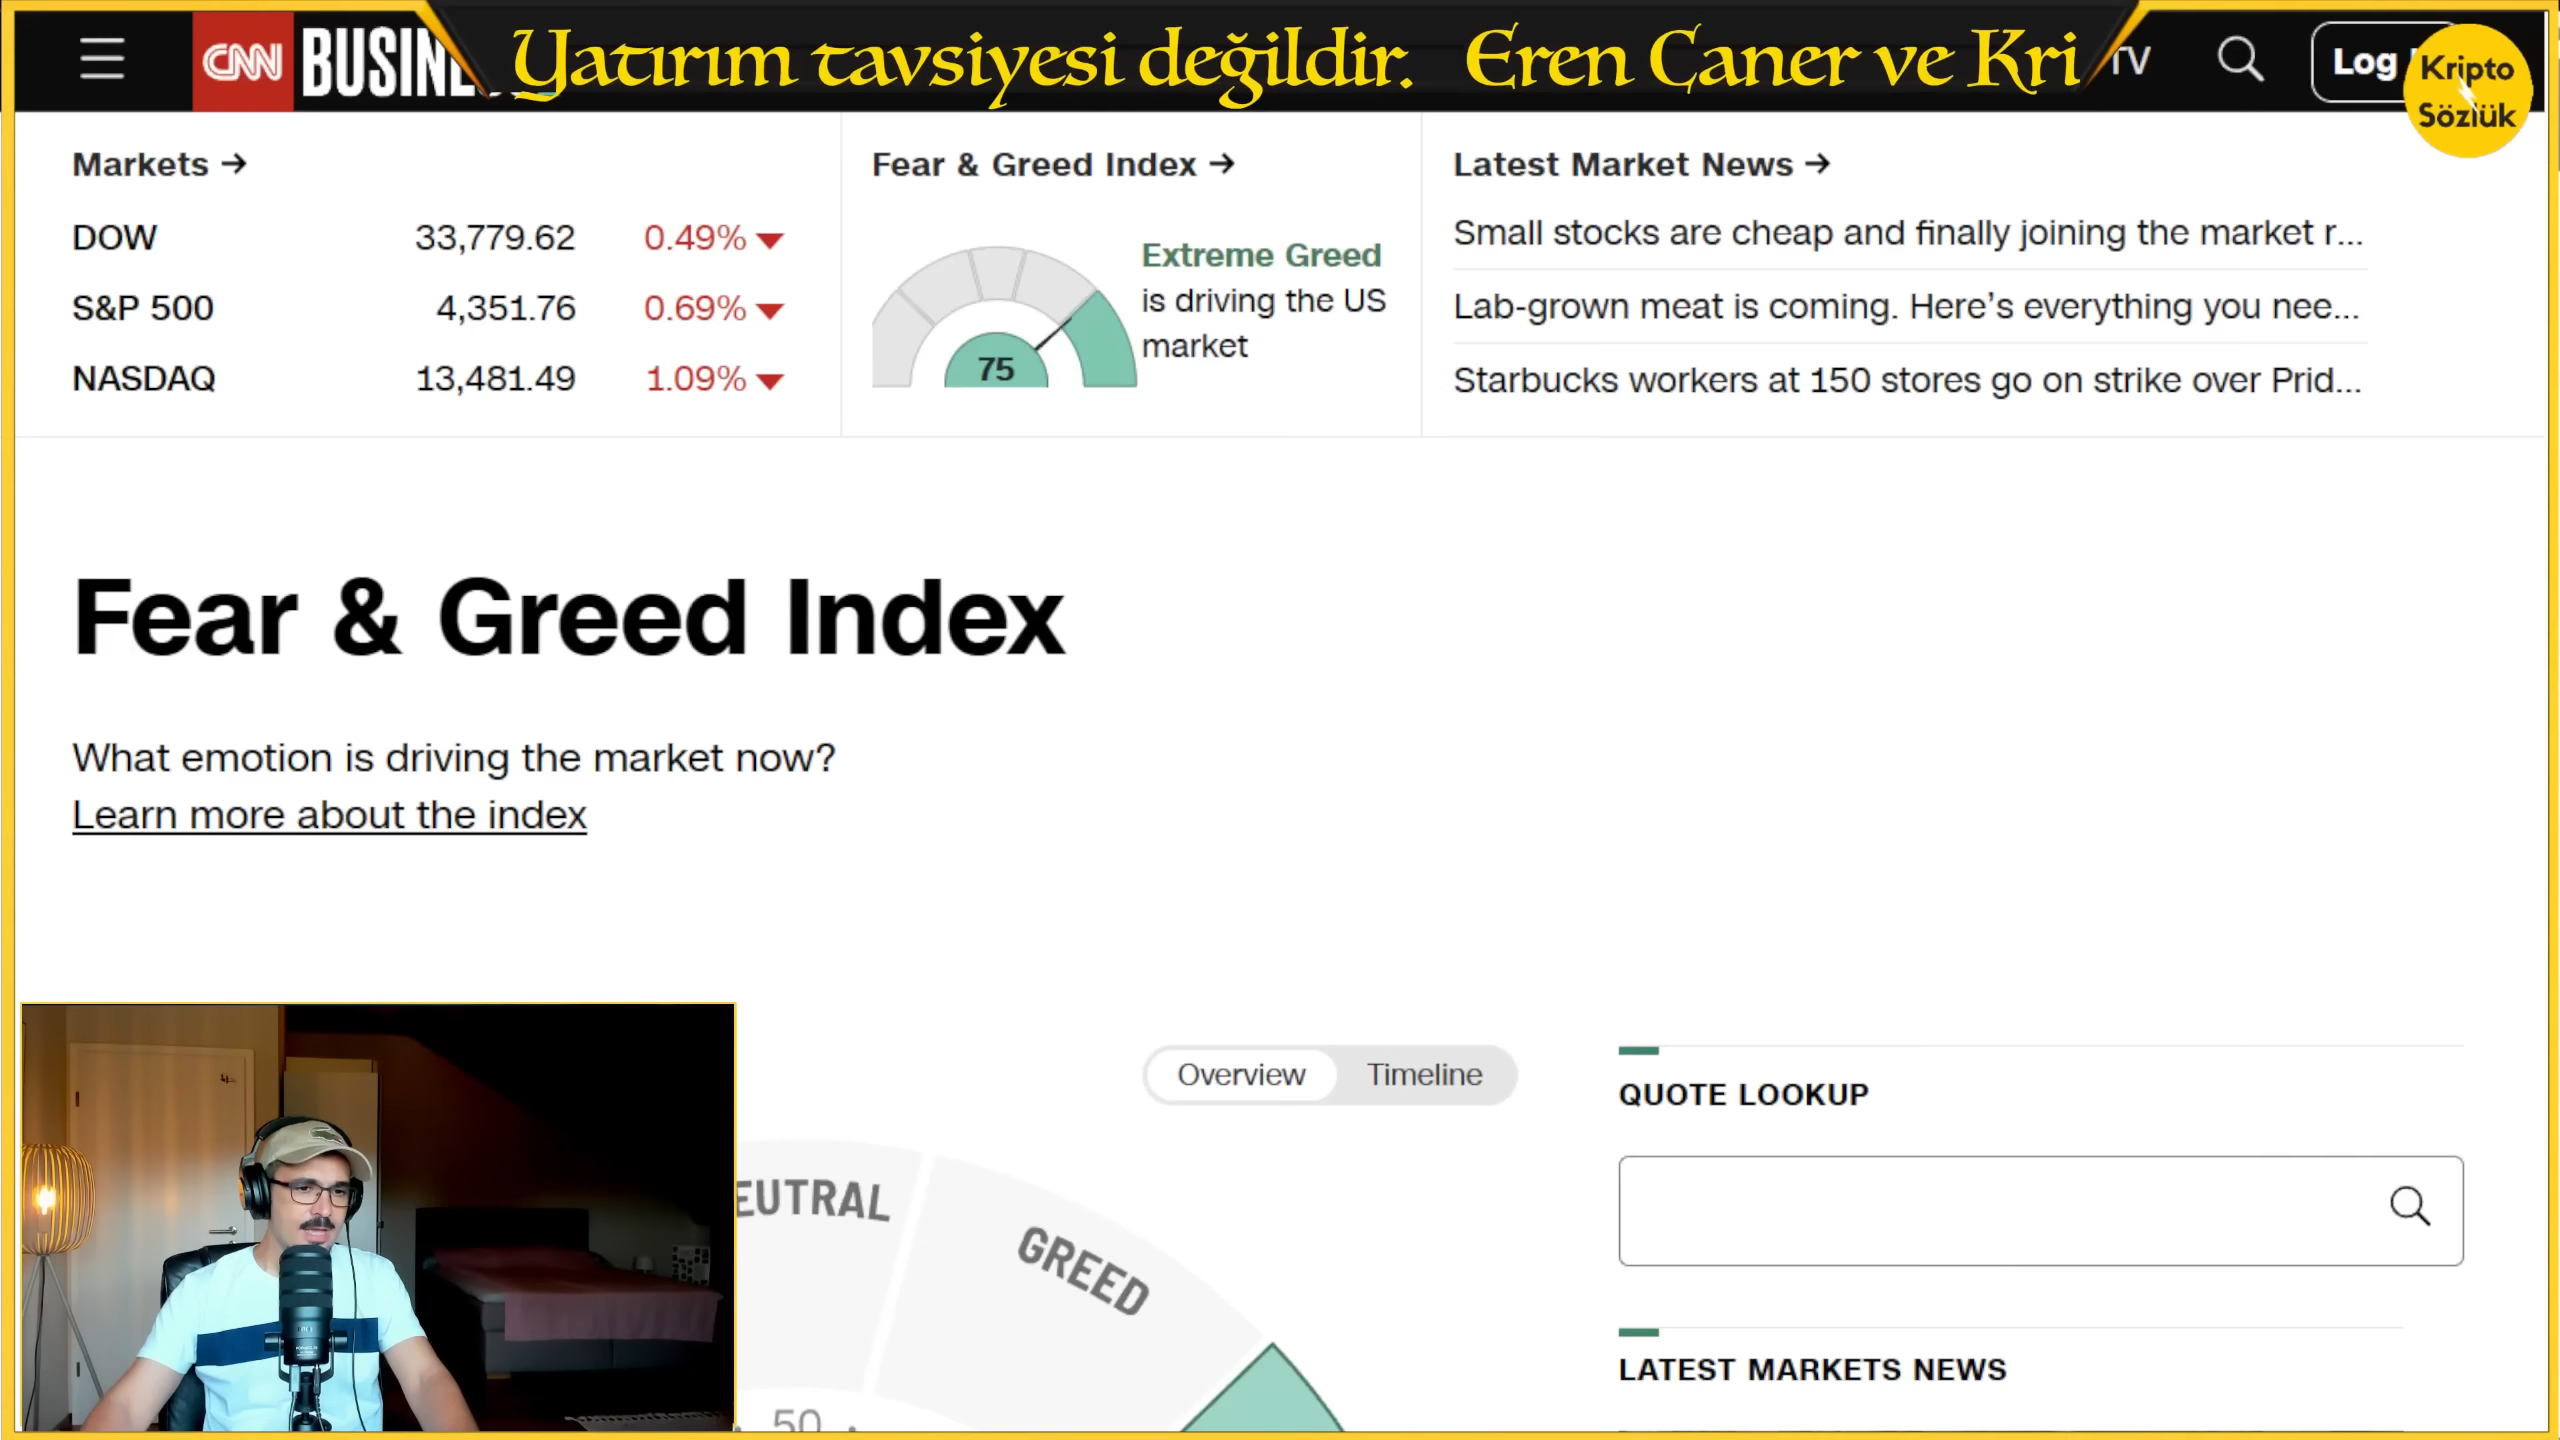 CNN BUSINE
Yatırım tavsiyesi değildir. Eren Caner ve Kri
TV
Log
Kripto
Sözlük
Markets →
DOW 33,779.62 0.49% ▼
S&P 500 4,351.76 0.69% ▼
NASDAQ 13,481.49 1.09% ▼
Fear & Greed Index →
Extreme Greed
is driving the US
market
75
Latest Market News →
Small stocks are cheap and finally joining the market r...
Lab-grown meat is coming. Here's everything you nee...
Starbucks workers at 150 stores go on strike over Prid...
Fear & Greed Index
What emotion is driving the market now?
Learn more about the index
Overview Timeline
EUTRAL
GREED
50
QUOTE LOOKUP
LATEST MARKETS NEWS